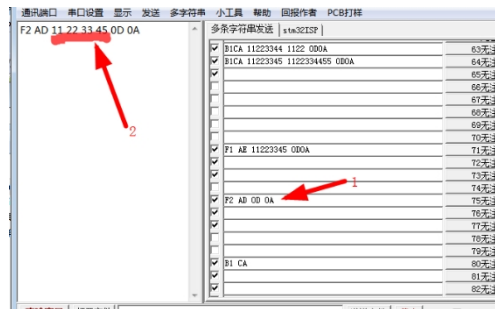 通讯端口 串口设置 显示 发送 多字符串 小工具 帮助 回报作者 PCB打样
F2 AD 11 22 33 45 0D 0A
多条字符串发送 stm32ISP
B1CA 11223344 1122 0D0A 63无注
B1CA 11223345 1122334455 0D0A 64无注
65无注
66无注
67无注
68无注
69无注
70无注
F1 AE 11223345 0D0A 71无注
72无注
73无注
74无注
1
F2 AD 0D 0A 75无注
76无注
77无注
78无注
79无注
B1 CA 80无注
81无注
82无注
2